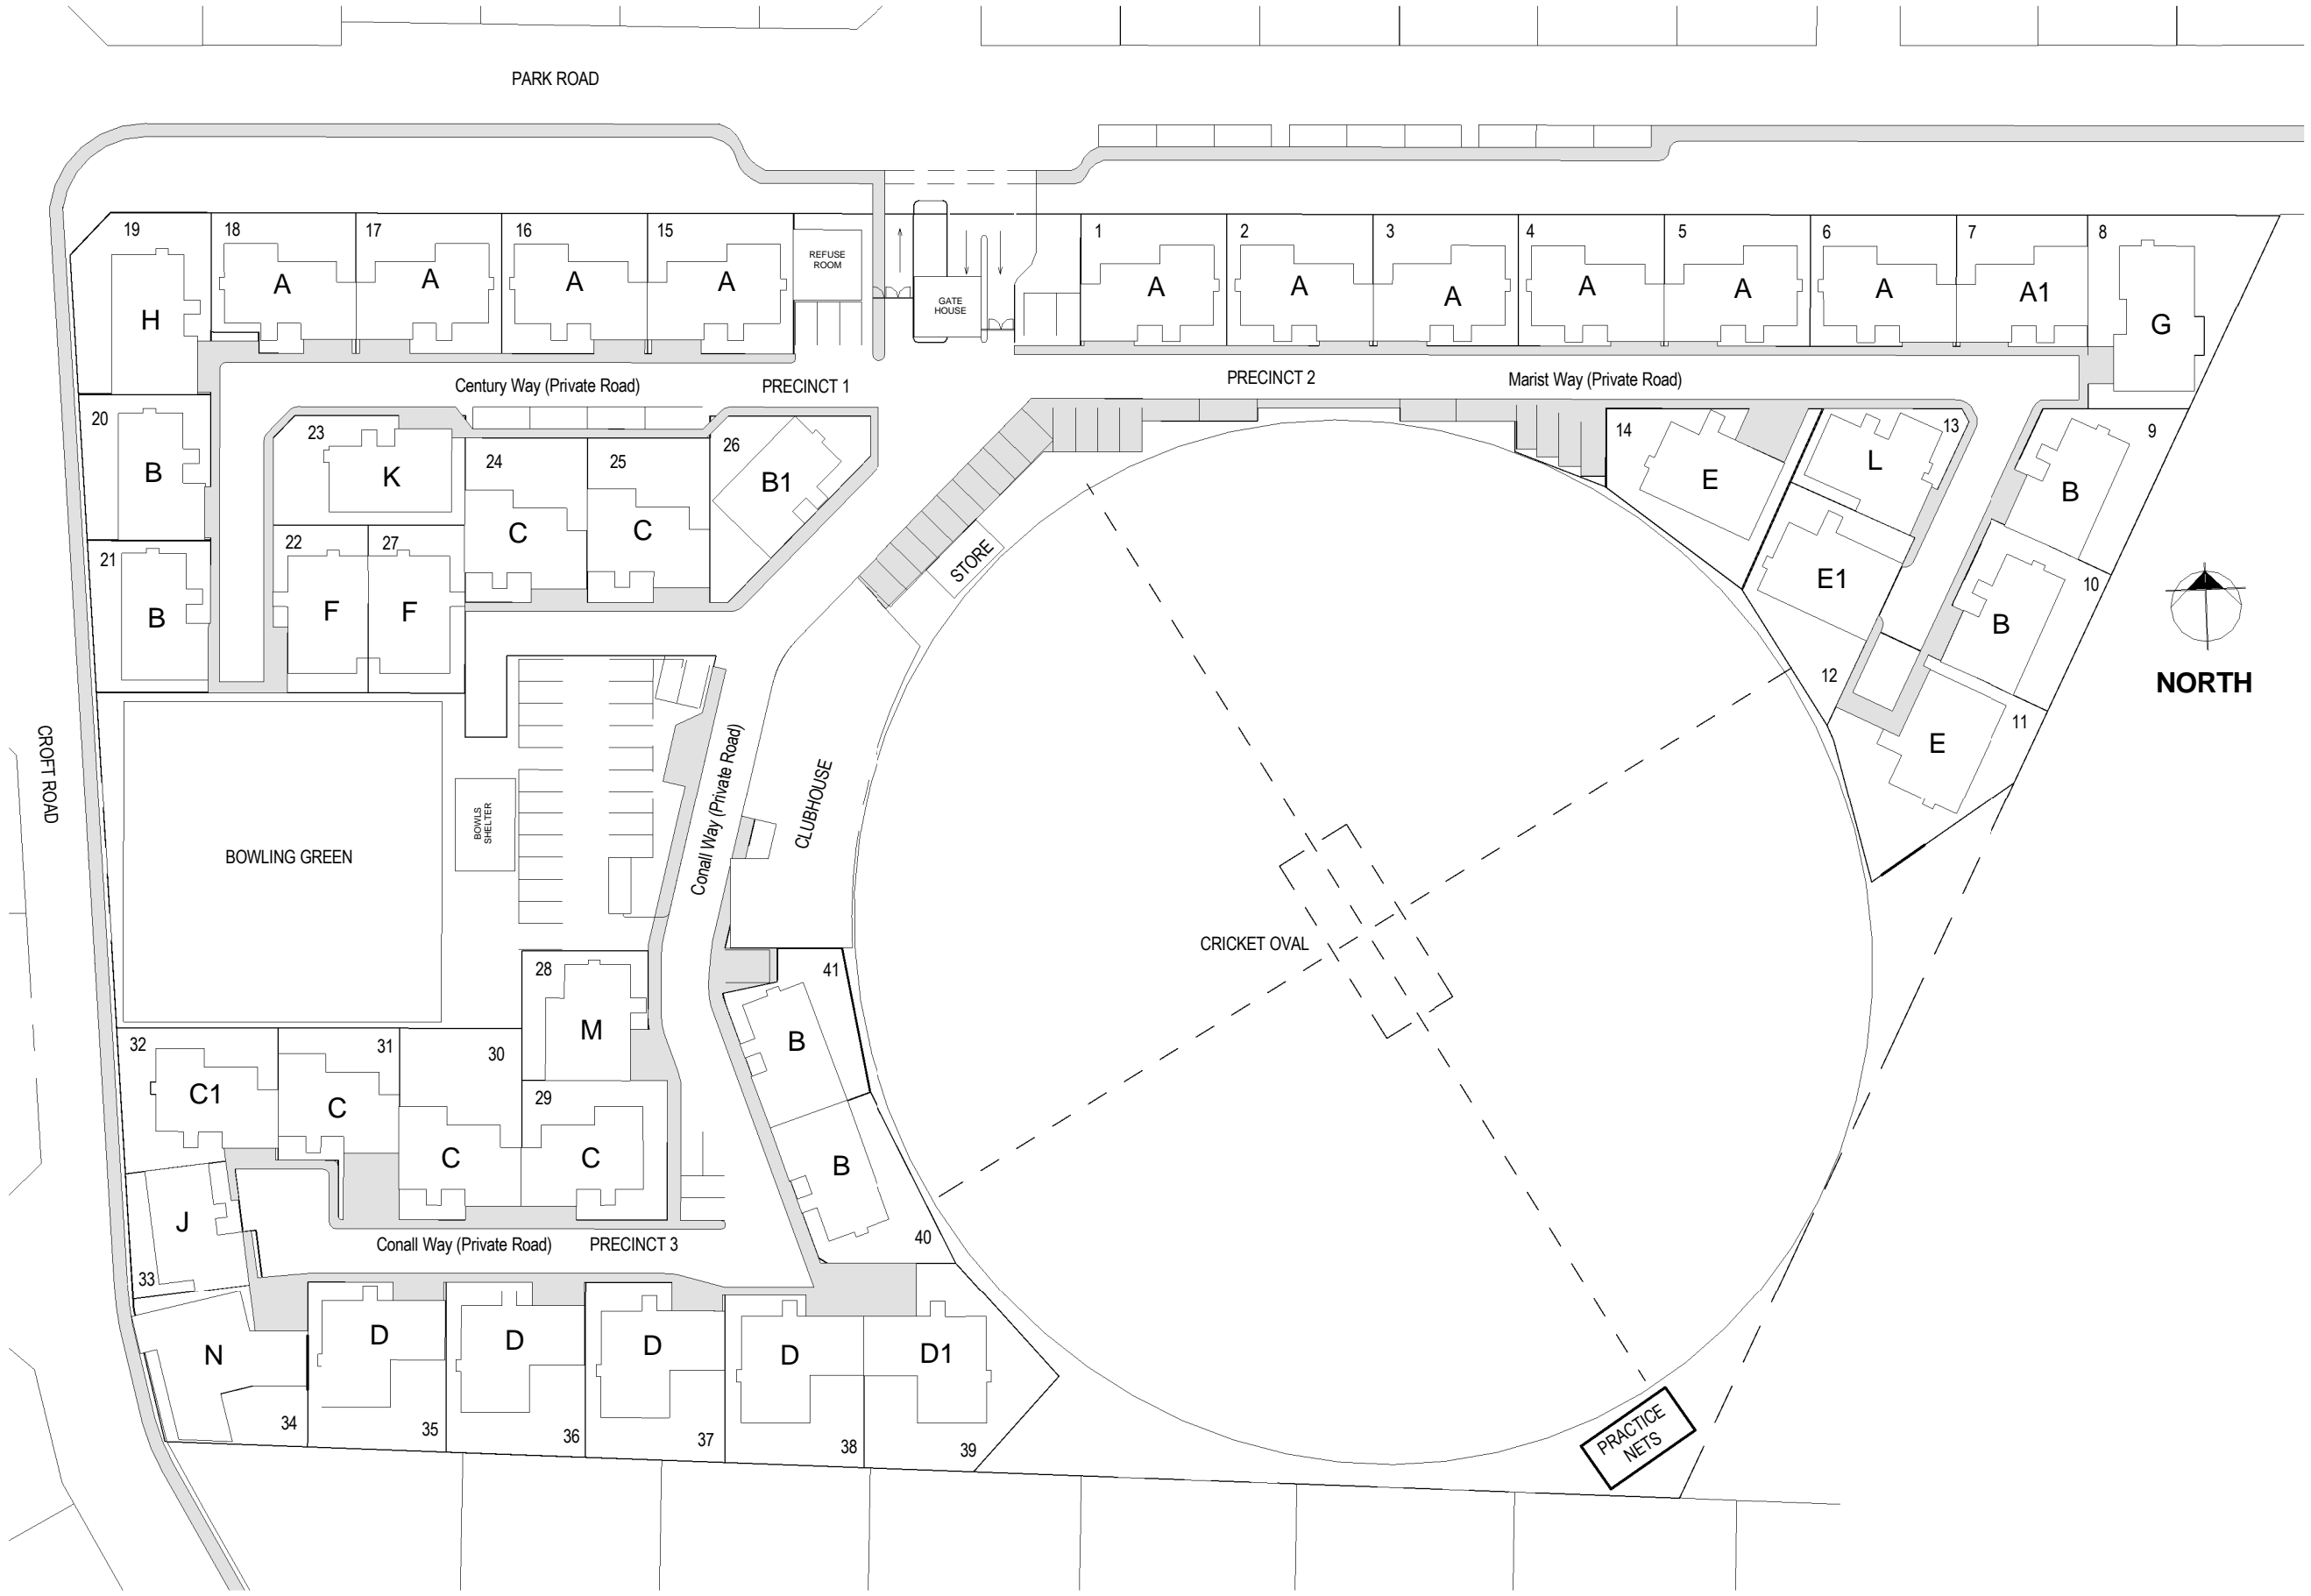 PARK ROAD
19
18
17
16
15
REFUSE
ROOM
GATE
HOUSE
1
2
3
4
5
6
7
8
H
A
A
A
A
A
A
A
A
A
A
A1
G
Century Way (Private Road)
PRECINCT 1
PRECINCT 2
Marist Way (Private Road)
20
B
21
B
23
K
24
C
25
C
26
B1
22
F
27
F
STORE
14
E
13
L
E1
12
9
B
10
B
11
E
NORTH
CROFT ROAD
BOWLING GREEN
BOWLS
SHELTER
Conall Way (Private Road)
CLUBHOUSE
CRICKET OVAL
28
M
41
B
32
C1
31
C
30
C
29
C
B
40
J
33
Conall Way (Private Road)
PRECINCT 3
N
34
D
35
D
36
D
37
D
38
D1
39
PRACTICE
NETS